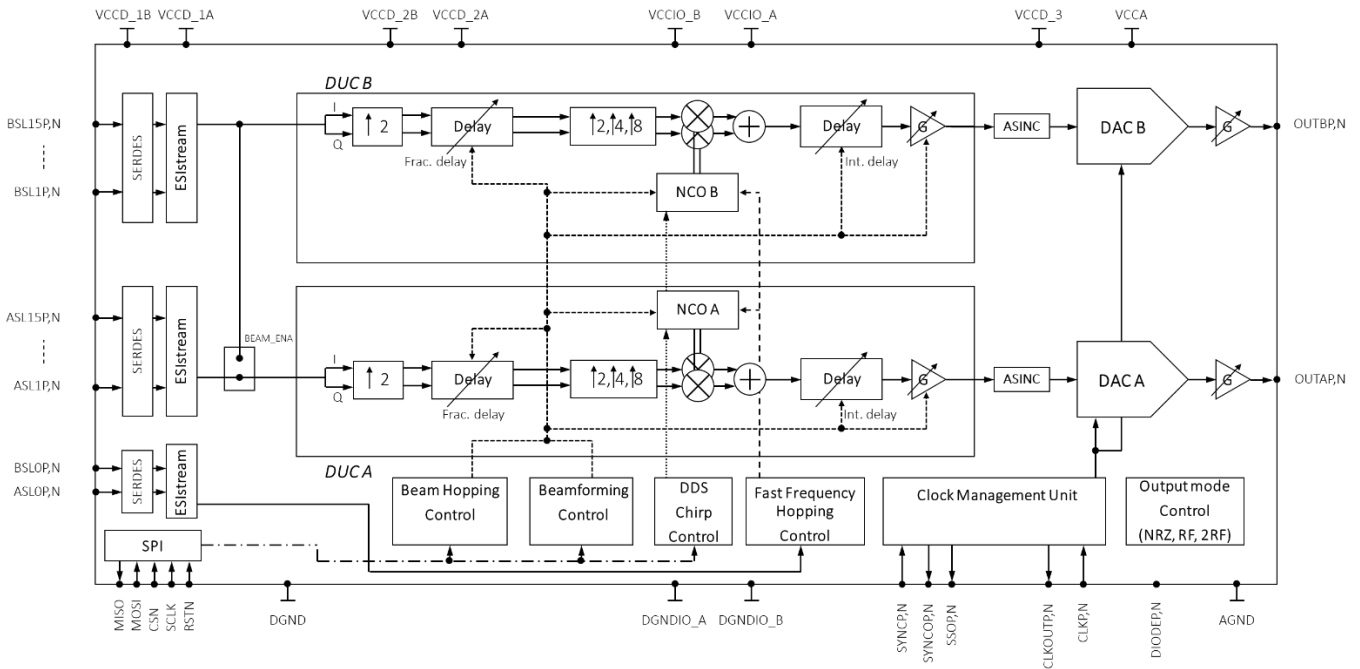 VCCD_1B VCCD_1A VCCD_2B VCCD_2A VCCIO_B VCCIO_A VCCD_3 VCCA
DUC B
BSL15P,N
BSL1P,N
SERDES
ESIstream
I
Q
↑ 2
Delay
Frac. delay
↑2,↑4,↑8
NCO B
Delay
Int. delay
G
ASINC
DAC B
G
OUTBP,N
ASL15P,N
ASL1P,N
SERDES
ESIstream
BEAM_ENA
I
Q
↑ 2
Delay
Frac. delay
↑2,↑4,↑8
NCO A
Delay
Int. delay
G
ASINC
DAC A
G
OUTAP,N
DUC A
BSL0P,N
ASL0P,N
SERDES
ESIstream
SPI
Beam Hopping
Control
Beamforming
Control
DDS
Chirp
Control
Fast Frequency
Hopping
Control
Clock Management
Unit
Output mode
Control
(NRZ, RF, 2RF)
MISO
MOSI
CSN
SCLK
RSTN
DGND
DGNDIO_A
DGNDIO_B
SYNCP,N
SYNCOP,N
SSOP,N
CLKOUTP,N
CLKP,N
DIODEP,N
AGND